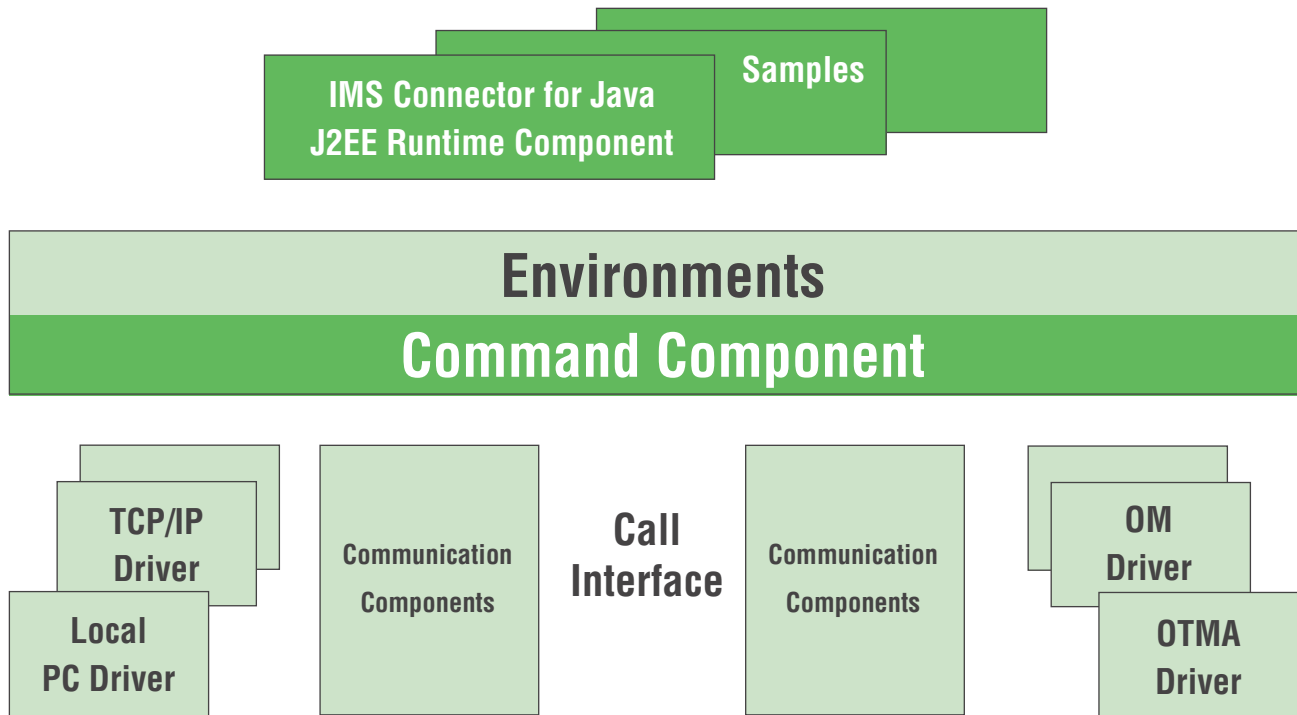 IMS Connector for Java
J2EE Runtime Component
Samples
Environments
Command Component
TCP/IP
Driver
Local
PC Driver
Communication
Components
Call
Interface
Communication
Components
OM
Driver
OTMA
Driver